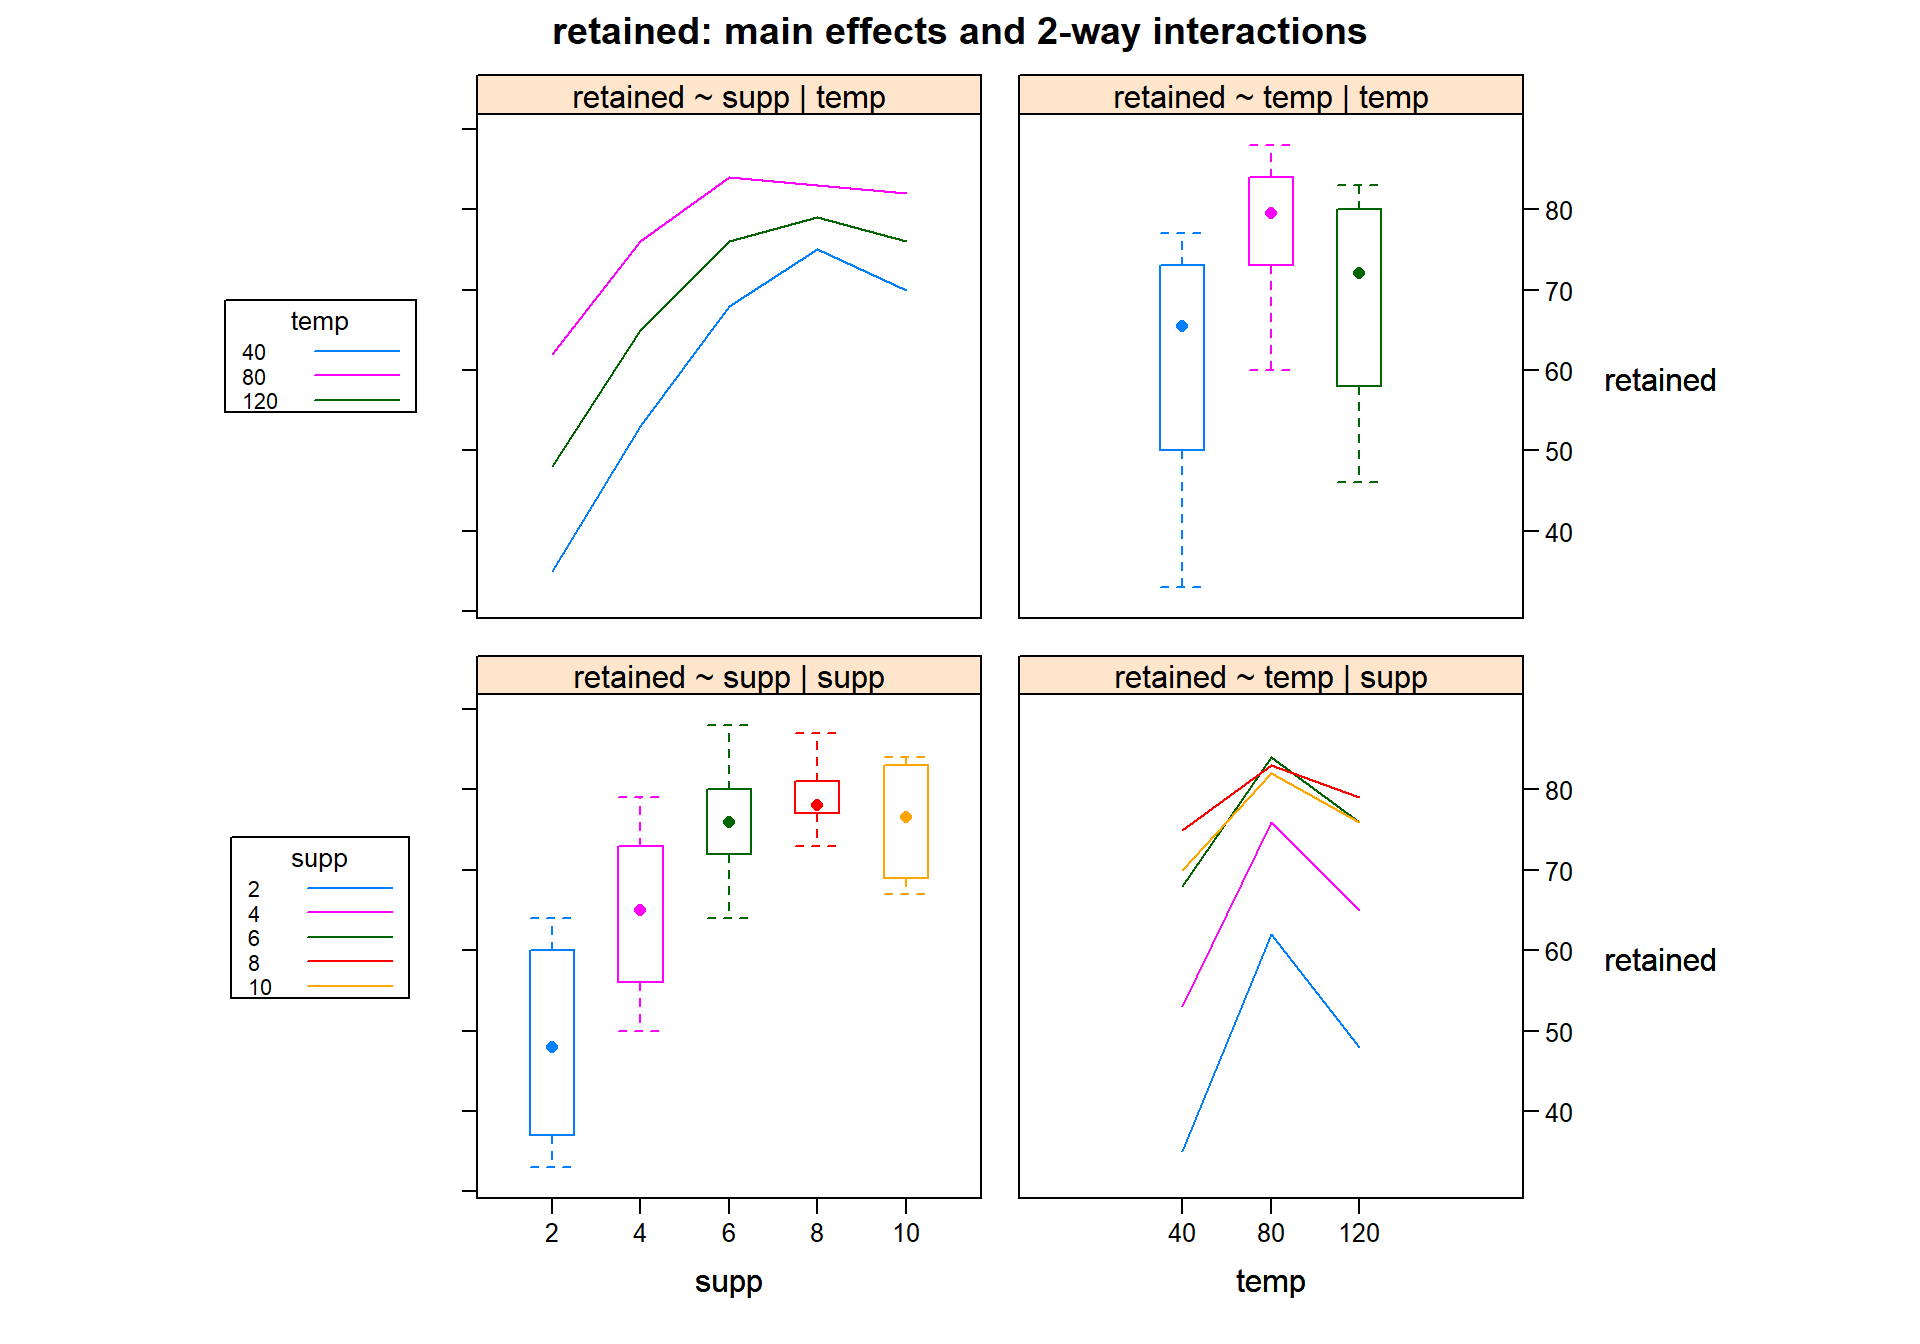 retained: main effects and 2-way interactions
retained ~ supp | temp
retained ~ temp | temp
temp
40
80
120
80
70
60
50
40
retained
retained ~ supp | supp
retained ~ temp | supp
supp
2
4
6
8
10
80
70
60
50
40
retained
2 4 6 8 10
40 80 120
supp
temp